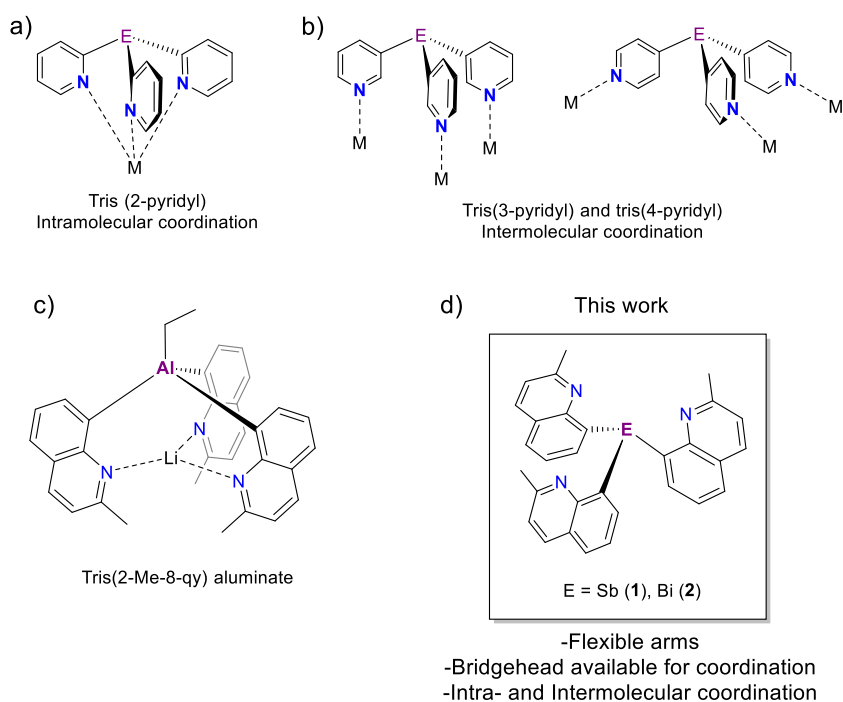 a)
E
N
N
N
M
Tris (2-pyridyl)
Intramolecular coordination
b)
E
N
N
N
M
M
M
E
N
N
N
M
M
M
Tris(3-pyridyl) and tris(4-pyridyl)
Intermolecular coordination
c)
Al
N
Li
N
N
Tris(2-Me-8-qy) aluminate
d)
This work
N
N
E
N
E = Sb (1), Bi (2)
-Flexible arms
-Bridgehead available for coordination
-Intra- and Intermolecular coordination